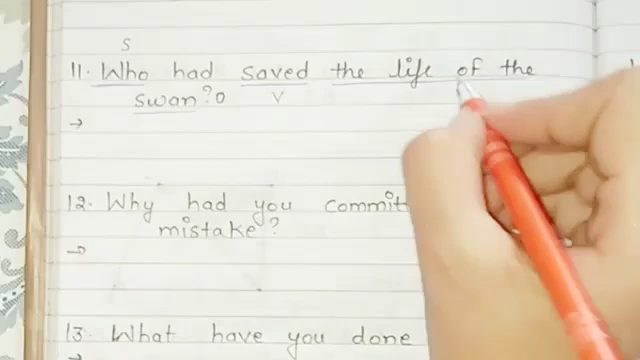 S
11. Who had saved the life of the
swan? O V
→
12. Why had you commit
mistake?
→
13. What have you done
→